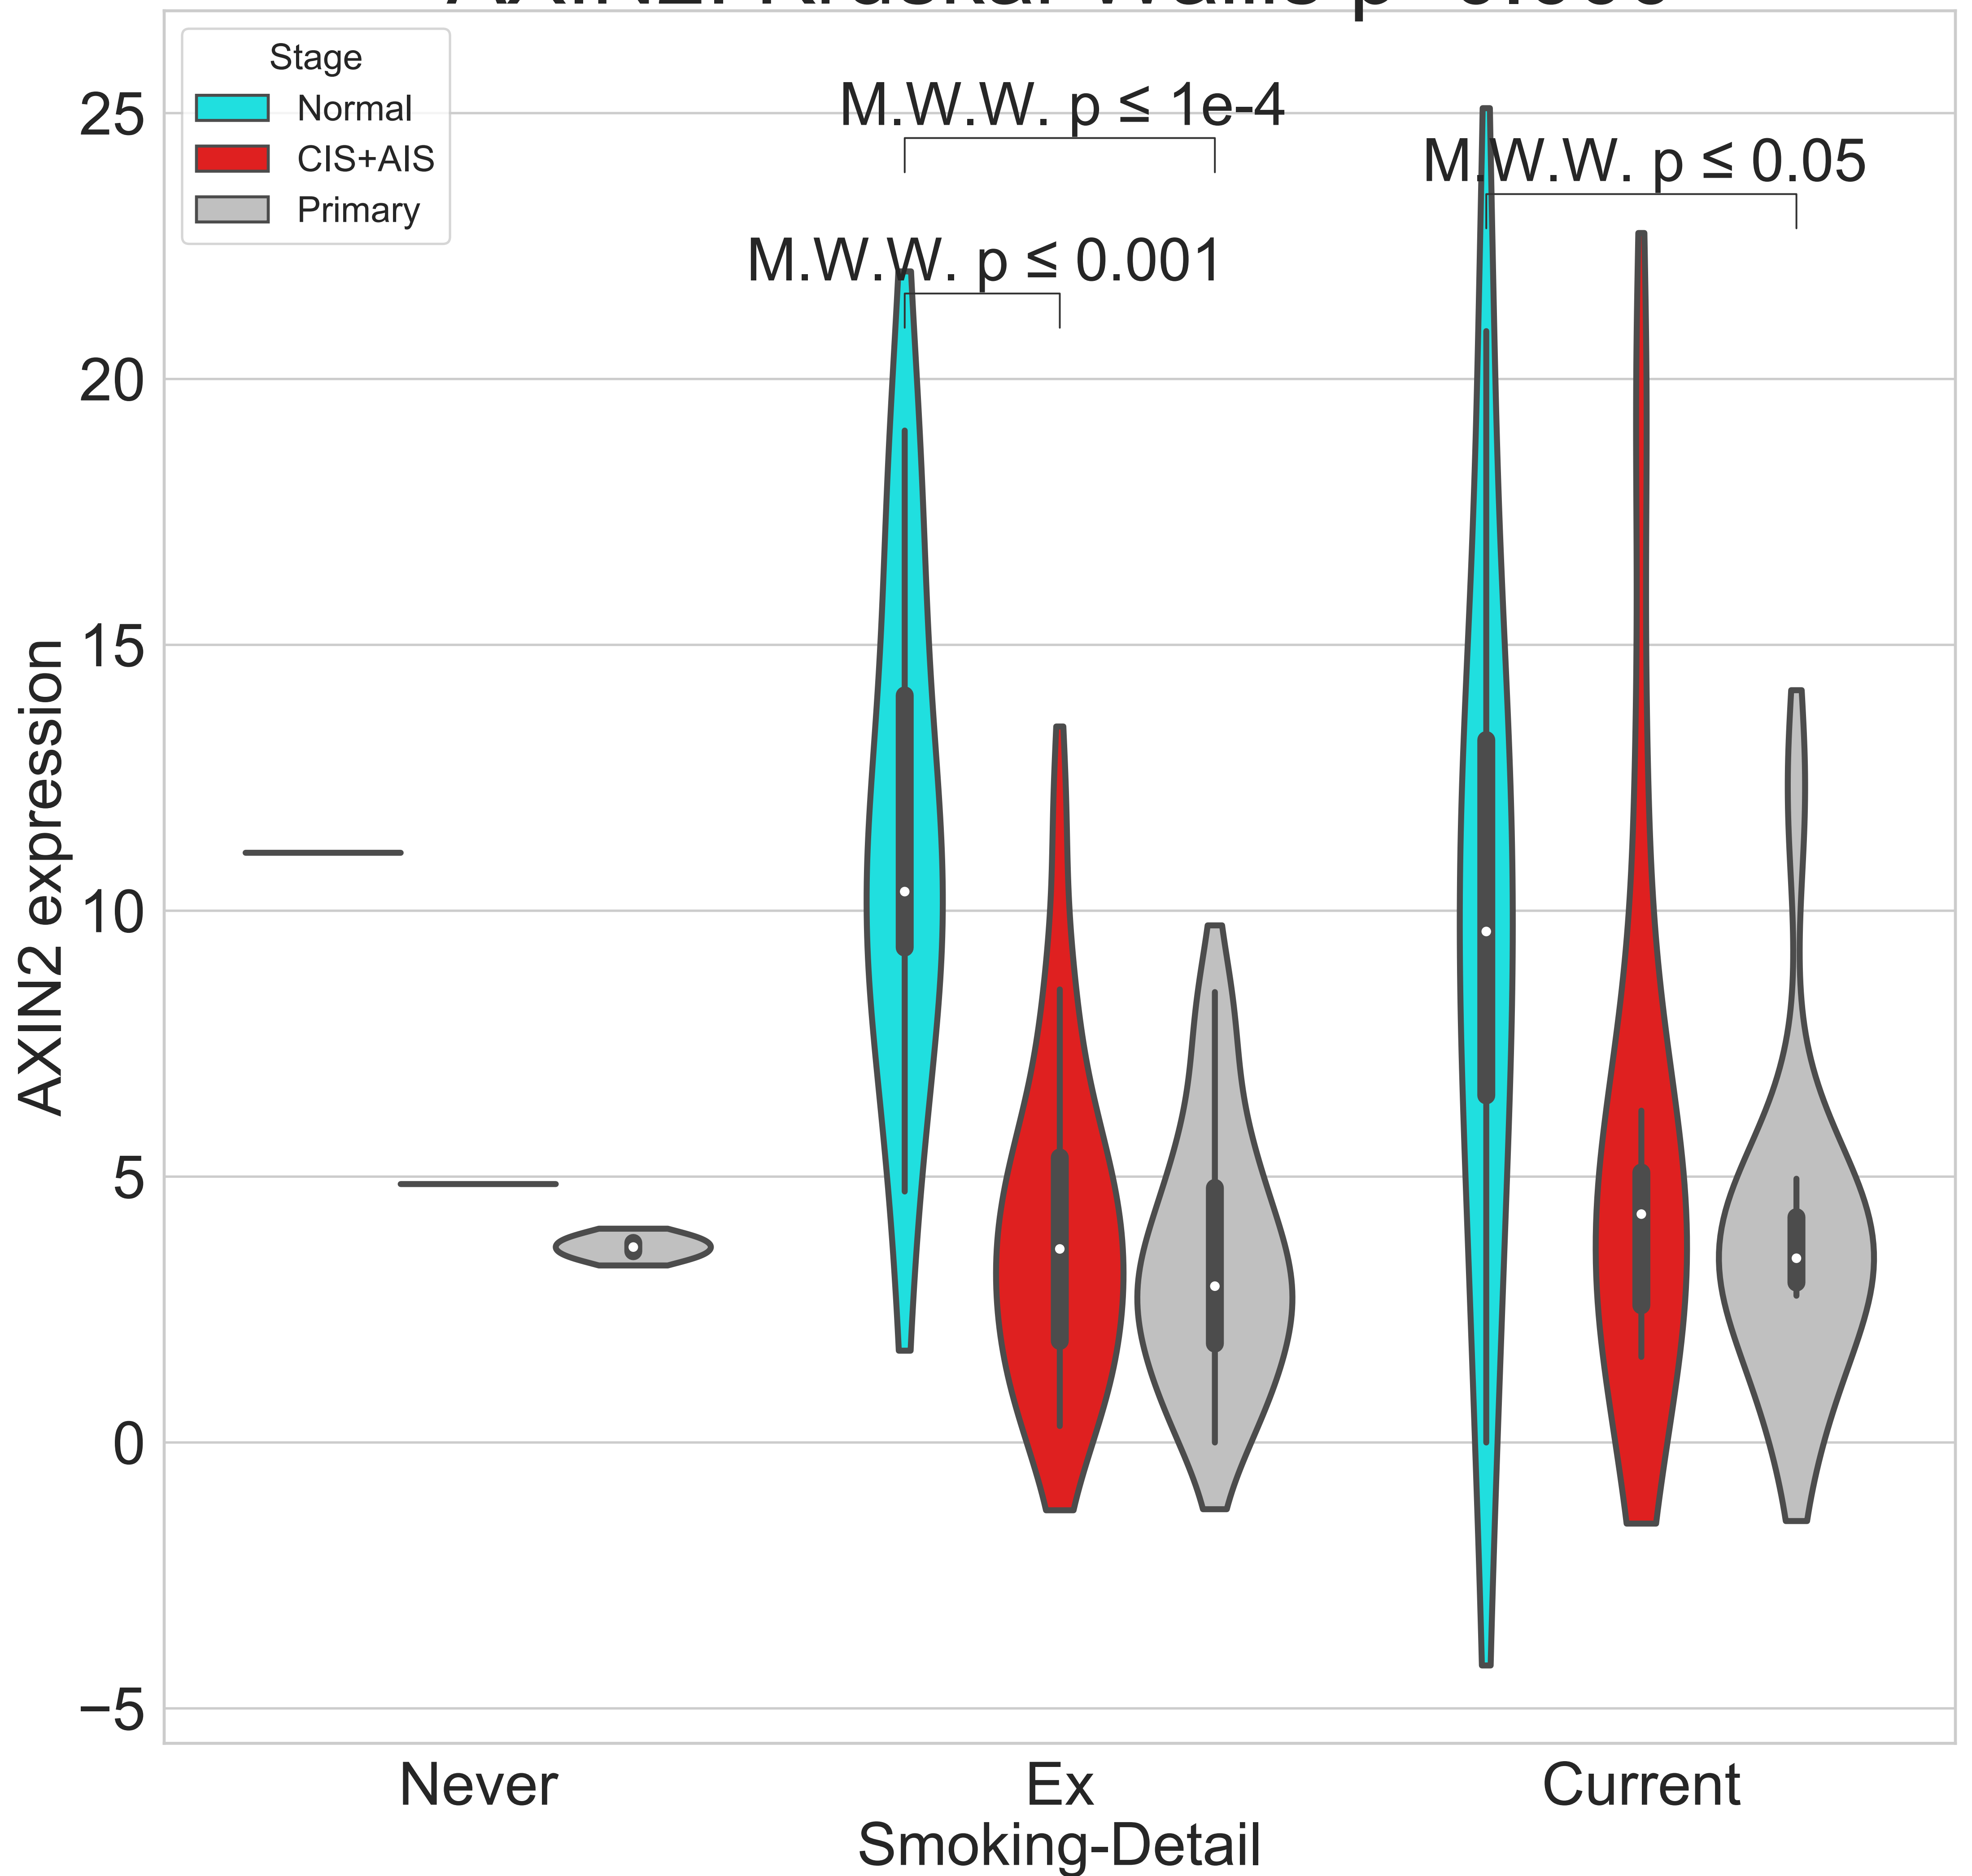 Stage
Normal
CIS+AIS
Primary
M.W.W. p ≤ 1e-4
M.W.W. p ≤ 0.05
M.W.W. p ≤ 0.001
25
20
15
10
5
0
−5
AXIN2 expression
Never
Ex
Current
Smoking-Detail